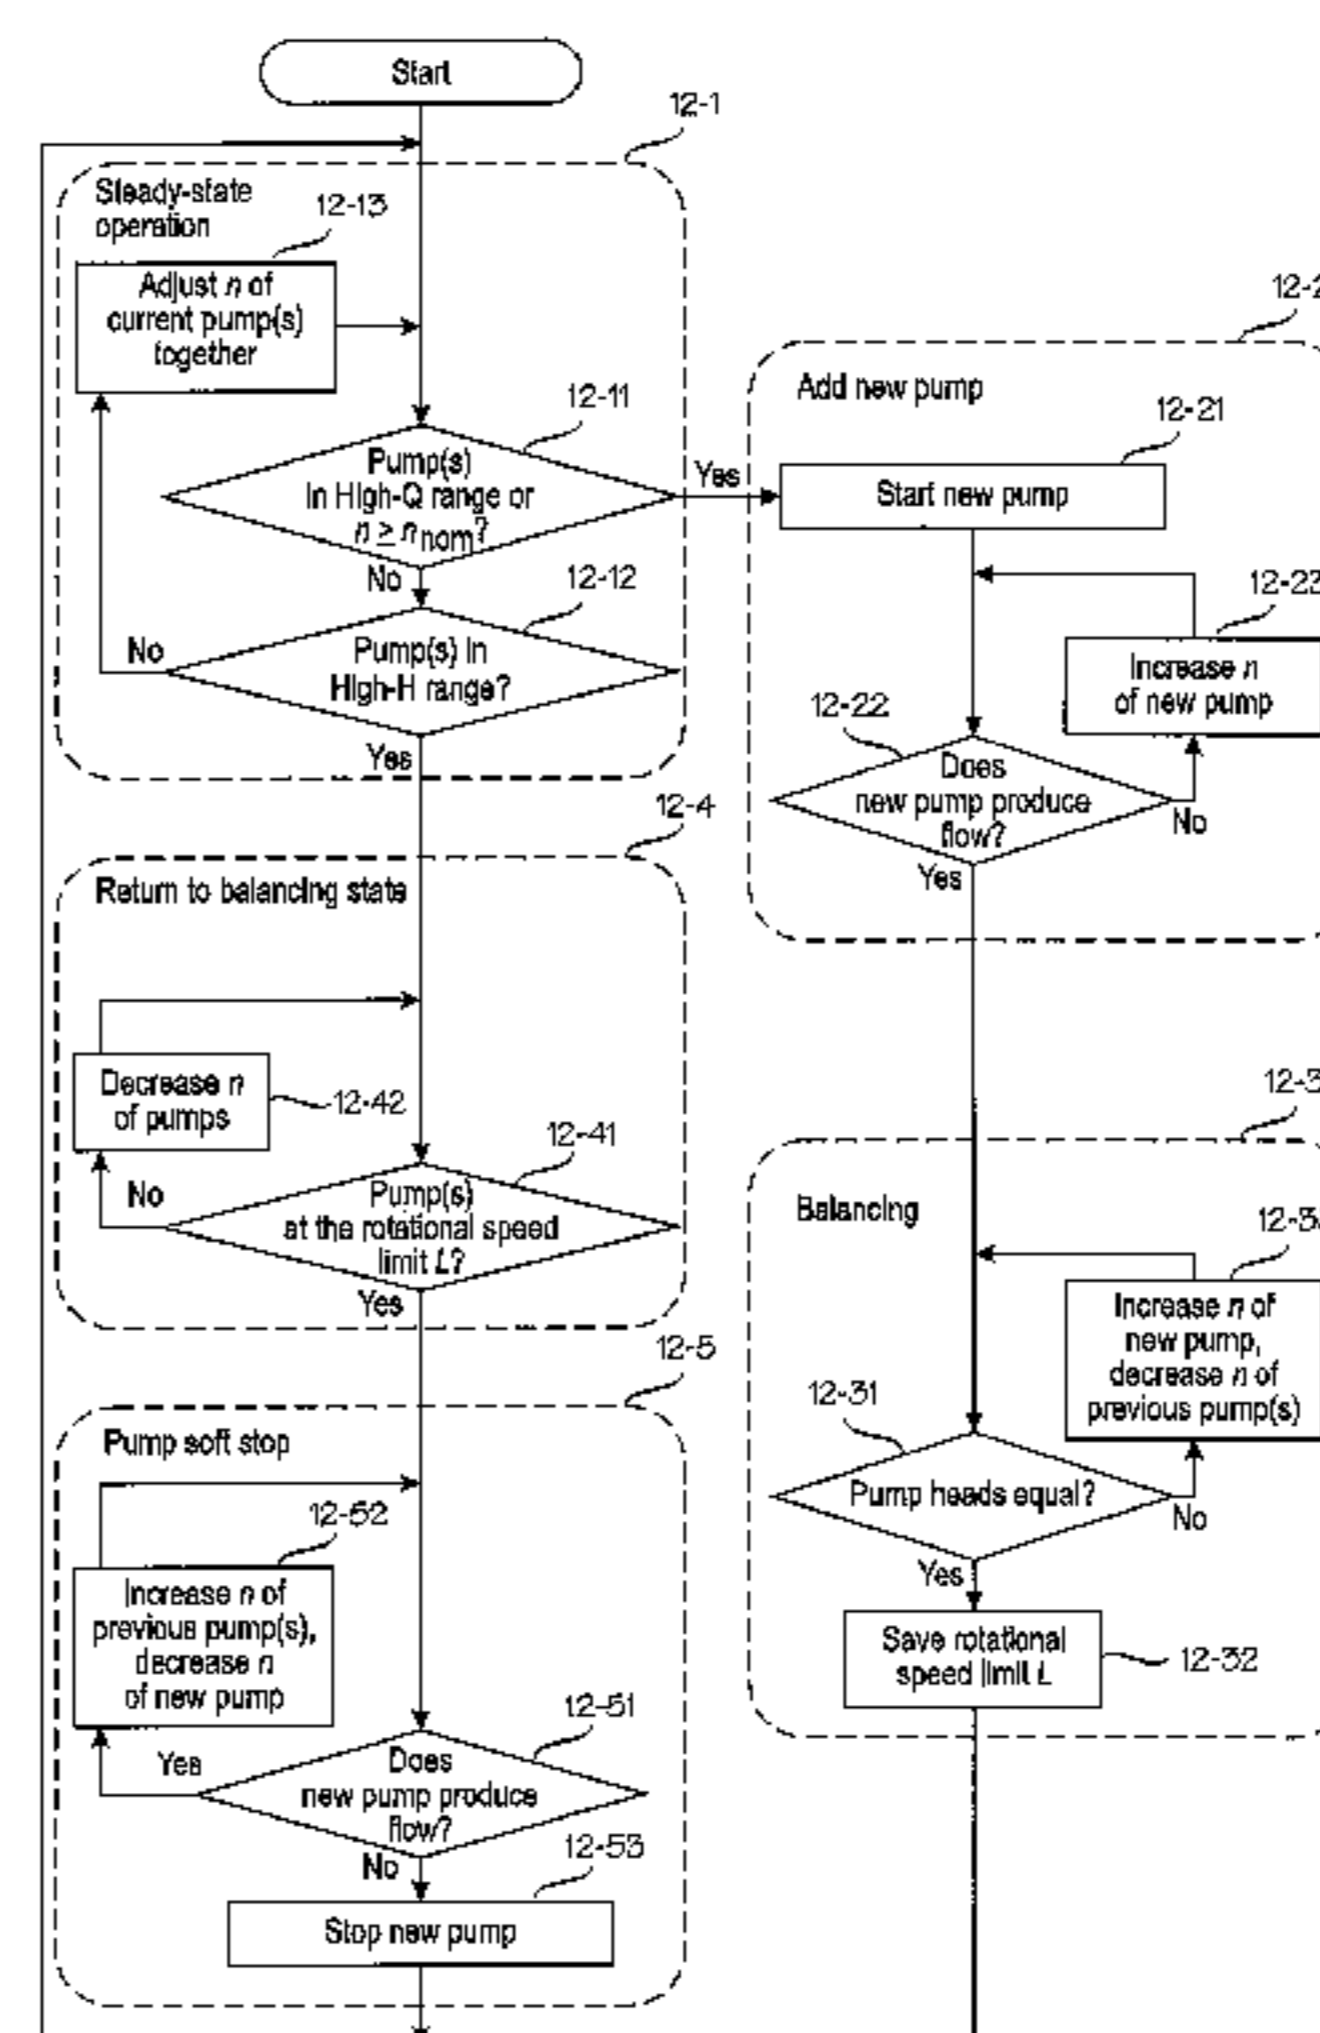 Start
12-1
Steady-state
operation
12-13
Adjust n of
current pump(s)
together
12-11
Pump(s)
in High-Q range or
n ≥ nnom?
Yes
No
12-12
Pump(s) in
High-H range?
No
Yes
12-4
Return to balancing state
Decrease n
of pumps
12-42
12-41
No
Pump(s)
at the rotational speed
limit L?
Yes
12-5
Pump soft stop
12-52
Increase n of
previous pump(s),
decrease n
of new pump
12-51
Yes
Does
new pump produce
flow?
No
12-53
Stop new pump
12-2
Add new pump
12-21
Start new pump
12-23
Increase n
of new pump
12-22
Does
new pump produce
flow?
No
Yes
12-3
Balancing
12-3
Increase n of
new pump,
decrease n of
previous pump(s)
12-31
Pump heads equal?
No
Yes
Save rotational
speed limit L
12-32